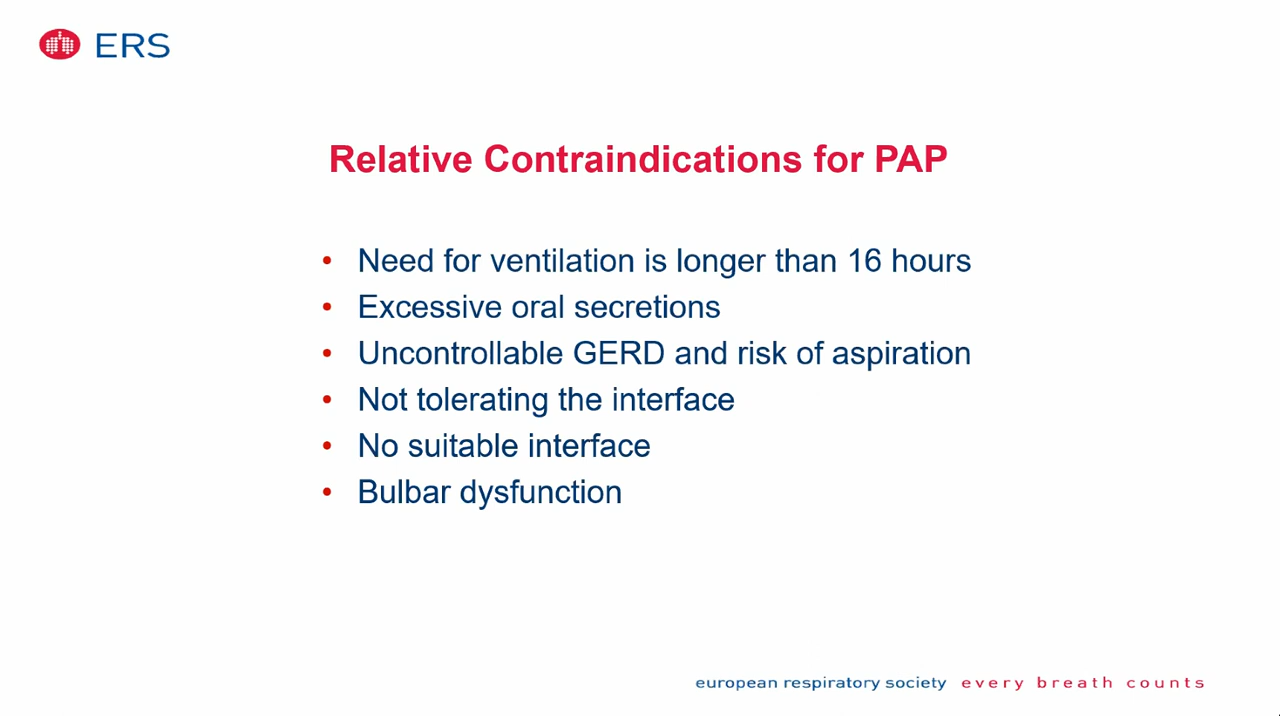 ERS
Relative Contraindications for PAP
• Need for ventilation is longer than 16 hours
• Excessive oral secretions
• Uncontrollable GERD and risk of aspiration
• Not tolerating the interface
• No suitable interface
• Bulbar dysfunction
european respiratory society every breath counts